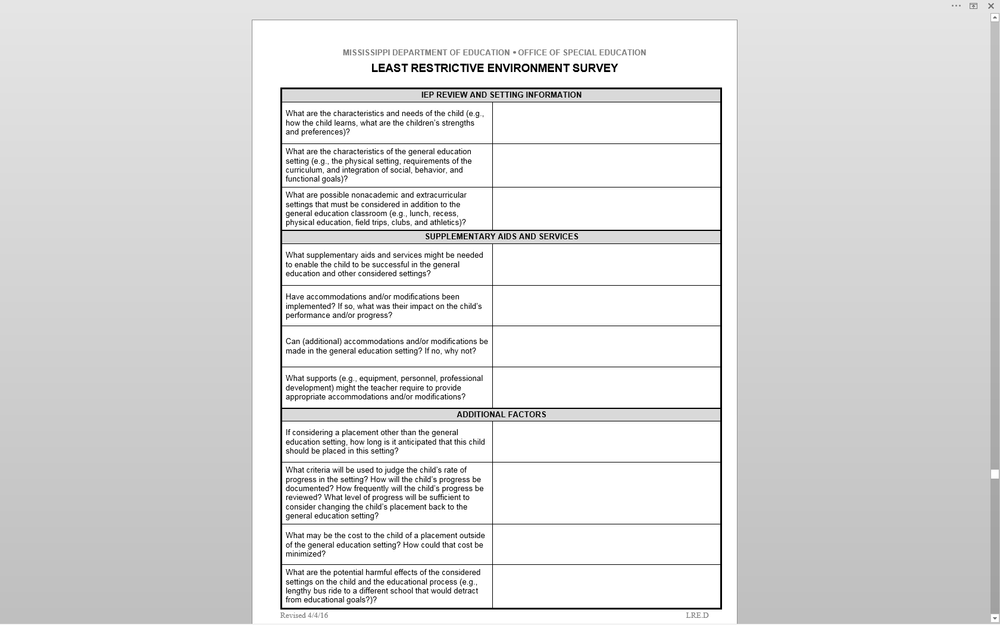 MISSISSIPPI DEPARTMENT OF EDUCATION • OFFICE OF SPECIAL EDUCATION
LEAST RESTRICTIVE ENVIRONMENT SURVEY
IEP REVIEW AND SETTING INFORMATION
What are the characteristics and needs of the child (e.g.,
how the child learns, what are the children's strengths
and preferences)?
What are the characteristics of the general education
setting (e.g., the physical setting, requirements of the
curriculum, and integration of social, behavior, and
functional goals)?
What are possible nonacademic and extracurricular
settings that must be considered in addition to the
general education classroom (e.g., lunch, recess,
physical education, field trips, clubs, and athletics)?
SUPPLEMENTARY AIDS AND SERVICES
What supplementary aids and services might be needed
to enable the child to be successful in the general
education and other considered settings?
Have accommodations and/or modifications been
implemented? If so, what was their impact on the child's
performance and/or progress?
Can (additional) accommodations and/or modifications be
made in the general education setting? If no, why not?
What supports (e.g., equipment, personnel, professional
development) might the teacher require to provide
appropriate accommodations and/or modifications?
ADDITIONAL FACTORS
If considering a placement other than the general
education setting, how long is it anticipated that this child
should be placed in this setting?
What criteria will be used to judge the child's rate of
progress in the setting? How will the child's progress be
documented? How frequently will the child's progress be
reviewed? What level of progress will be sufficient to
consider changing the child's placement back to the
general education setting?
What may be the cost to the child of a placement outside
of the general education setting? How could that cost be
minimized?
What are the potential harmful effects of the considered
settings on the child and the educational process (e.g.,
lengthy bus ride to a different school that would detract
from educational goals?)?
Revised 4/4/16
LRE.D